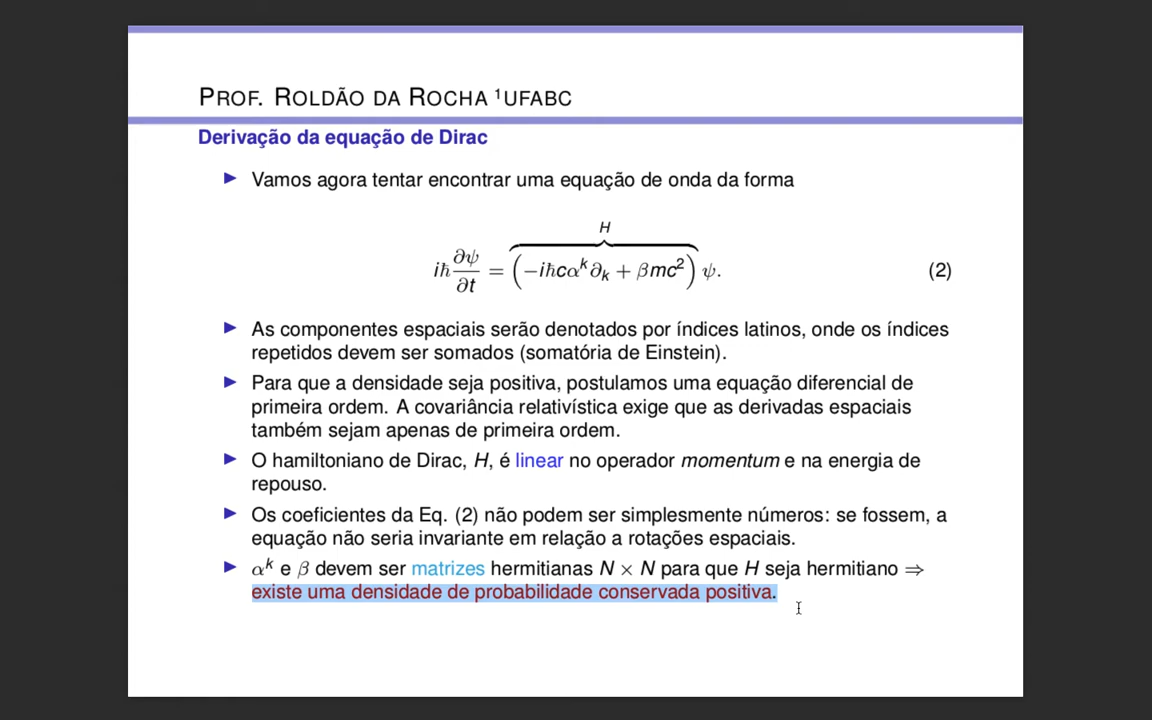 PROF. ROLDÃO DA ROCHA ¹UFABC
Derivação da equação de Dirac
▶ Vamos agora tentar encontrar uma equação de onda da forma
H
iħ ∂ψ/∂t = (−iħcα^k ∂_k + βmc²) ψ. (2)
▶ As componentes espaciais serão denotados por índices latinos, onde os índices
repetidos devem ser somados (somatória de Einstein).
▶ Para que a densidade seja positiva, postulamos uma equação diferencial de
primeira ordem. A covariância relativística exige que as derivadas espaciais
também sejam apenas de primeira ordem.
▶ O hamiltoniano de Dirac, H, é linear no operador momentum e na energia de
repouso.
▶ Os coeficientes da Eq. (2) não podem ser simplesmente números: se fossem, a
equação não seria invariante em relação a rotações espaciais.
▶ α^k e β devem ser matrizes hermitianas N × N para que H seja hermitiano ⇒
existe uma densidade de probabilidade conservada positiva.